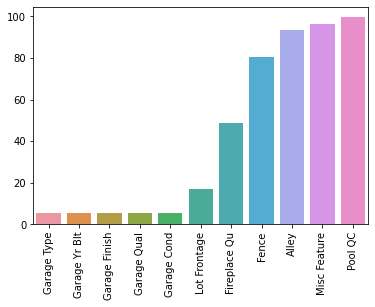 100
80
60
40
20
0
Garage Type
Garage Yr Blt
Garage Finish
Garage Qual
Garage Cond
Lot Frontage
Fireplace Qu
Fence
Alley
Misc Feature
Pool QC